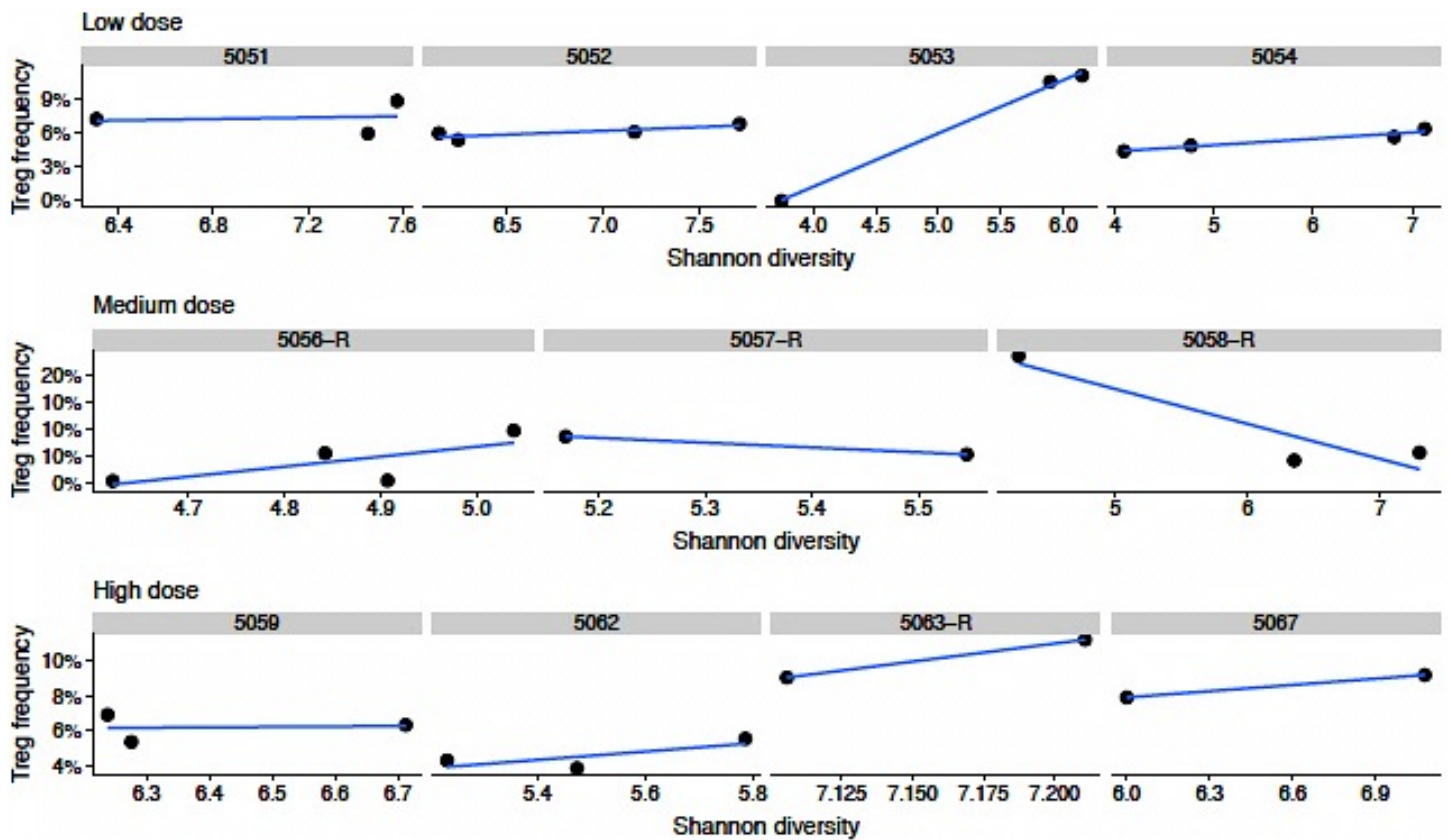 Low dose
5051 5052 5053 5054
Treg frequency
9%
6%
3%
0%
6.4 6.8 7.2 7.6 6.5 7.0 7.5 4.0 4.5 5.0 5.5 6.0 4 5 6 7
Shannon diversity
Medium dose
5056–R 5057–R 5058–R
Treg frequency
20%
10%
10%
10%
0%
4.7 4.8 4.9 5.0 5.2 5.3 5.4 5.5 5 6 7
Shannon diversity
High dose
5059 5062 5063–R 5067
Treg frequency
10%
8%
6%
4%
6.3 6.4 6.5 6.6 6.7 5.4 5.6 5.8 7.125 7.150 7.175 7.200 6.0 6.3 6.6 6.9
Shannon diversity